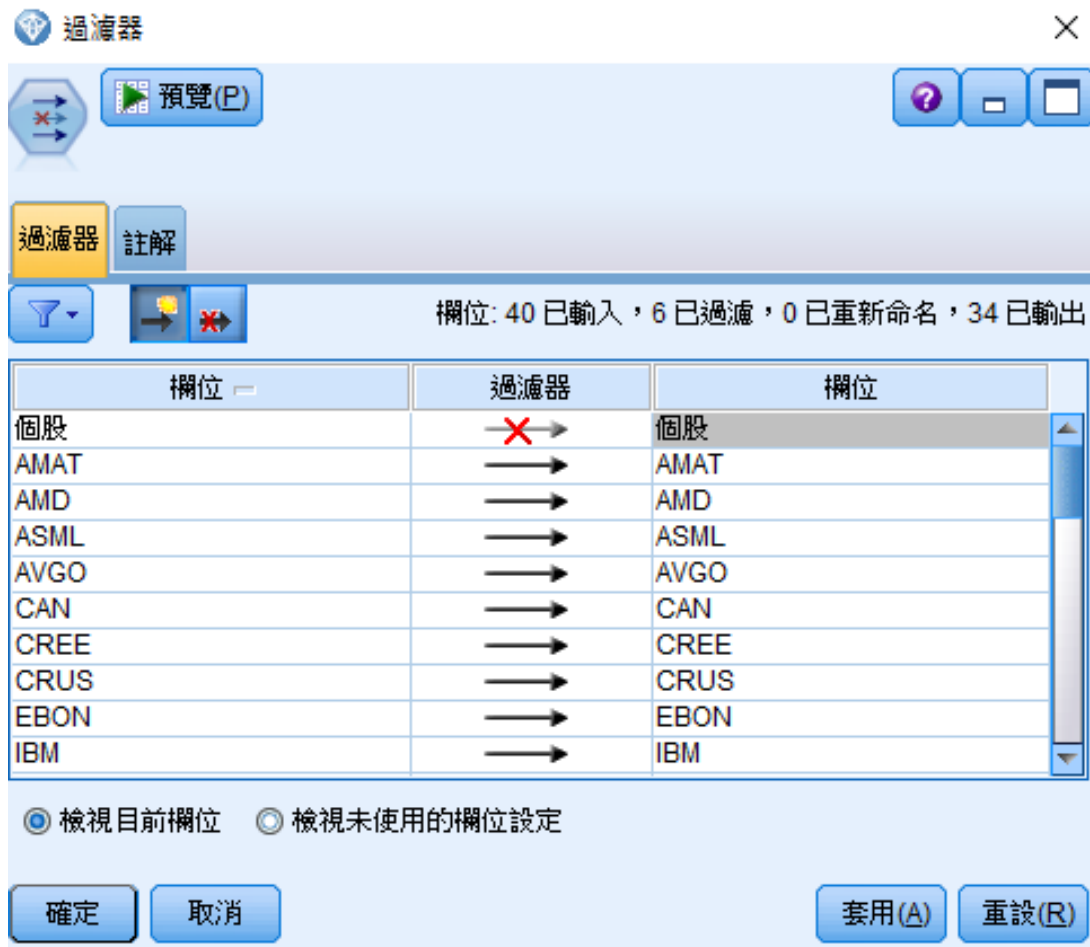 過濾器
預覽(P)
過濾器 註解
欄位: 40 已輸入，6 已過濾，0 已重新命名，34 已輸出
欄位 過濾器 欄位
個股 個股
AMAT AMAT
AMD AMD
ASML ASML
AVGO AVGO
CAN CAN
CREE CREE
CRUS CRUS
EBON EBON
IBM IBM
檢視目前欄位 檢視未使用的欄位設定
確定 取消 套用(A) 重設(R)